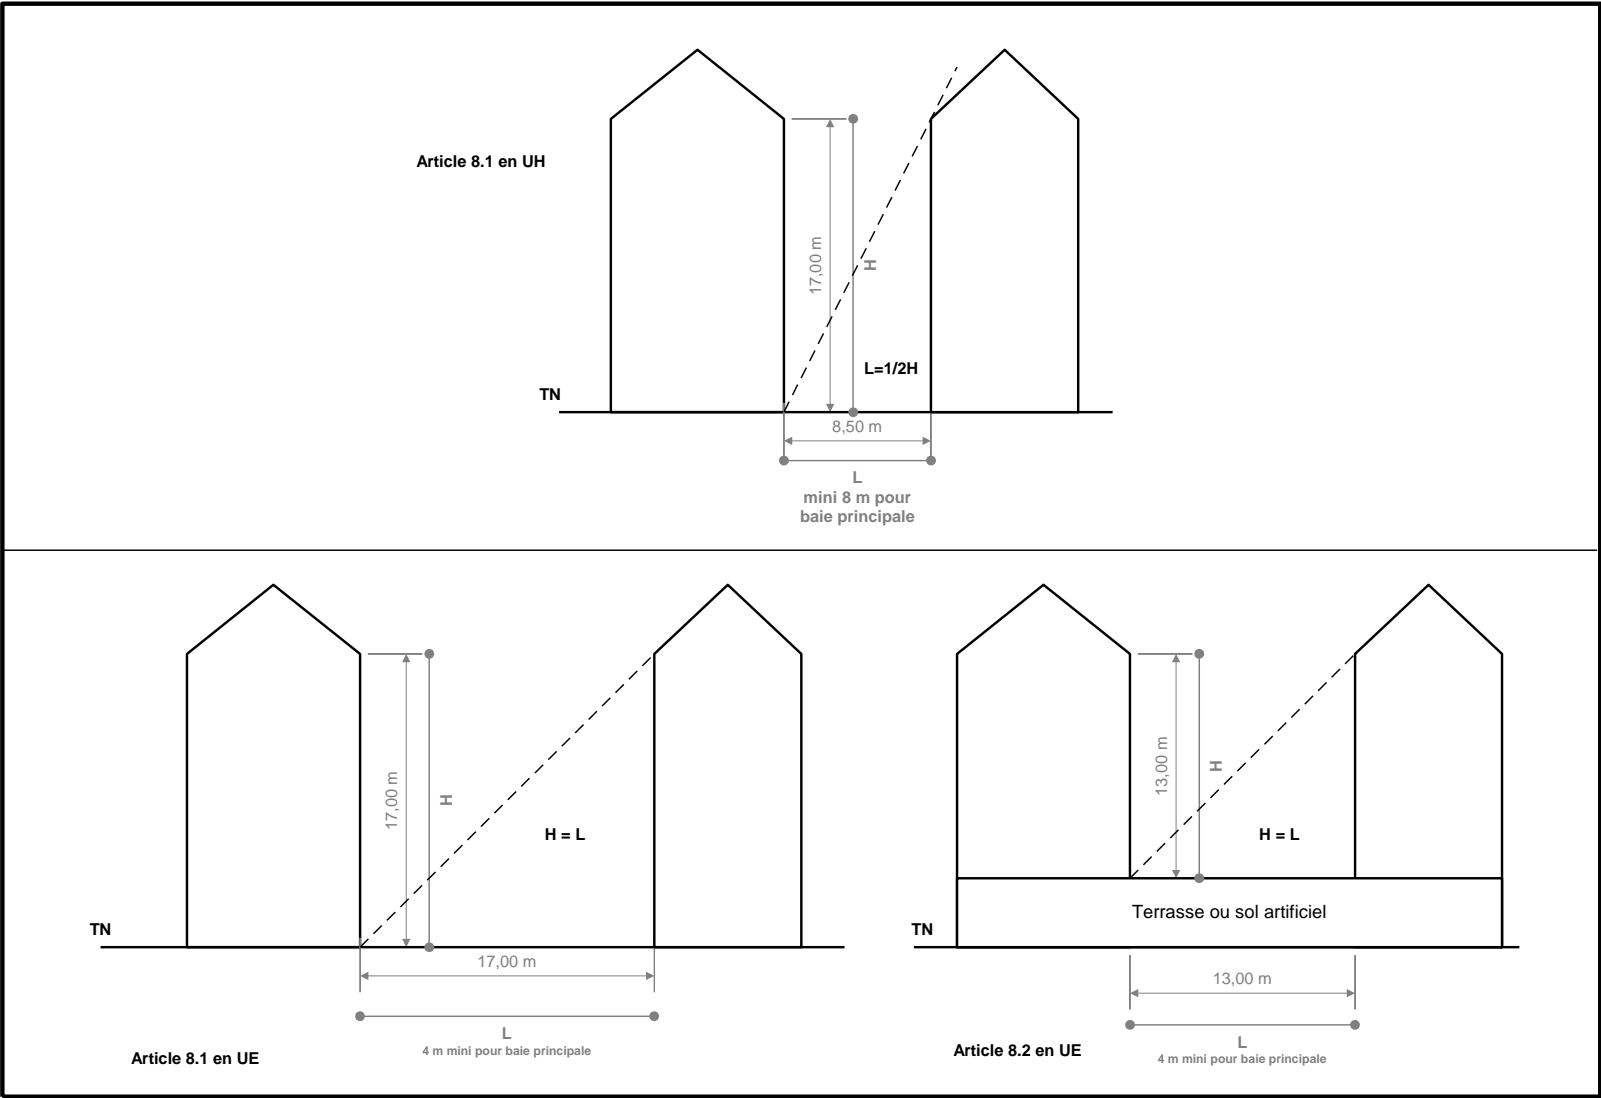 Article 8.1 en UH
17,00 m
H
L=1/2H
TN
8,50 m
L
mini 8 m pour
baie principale
17,00 m
H
H = L
TN
17,00 m
L
4 m mini pour baie principale
Article 8.1 en UE
13,00 m
H
H = L
Terrasse ou sol artificiel
TN
13,00 m
L
4 m mini pour baie principale
Article 8.2 en UE